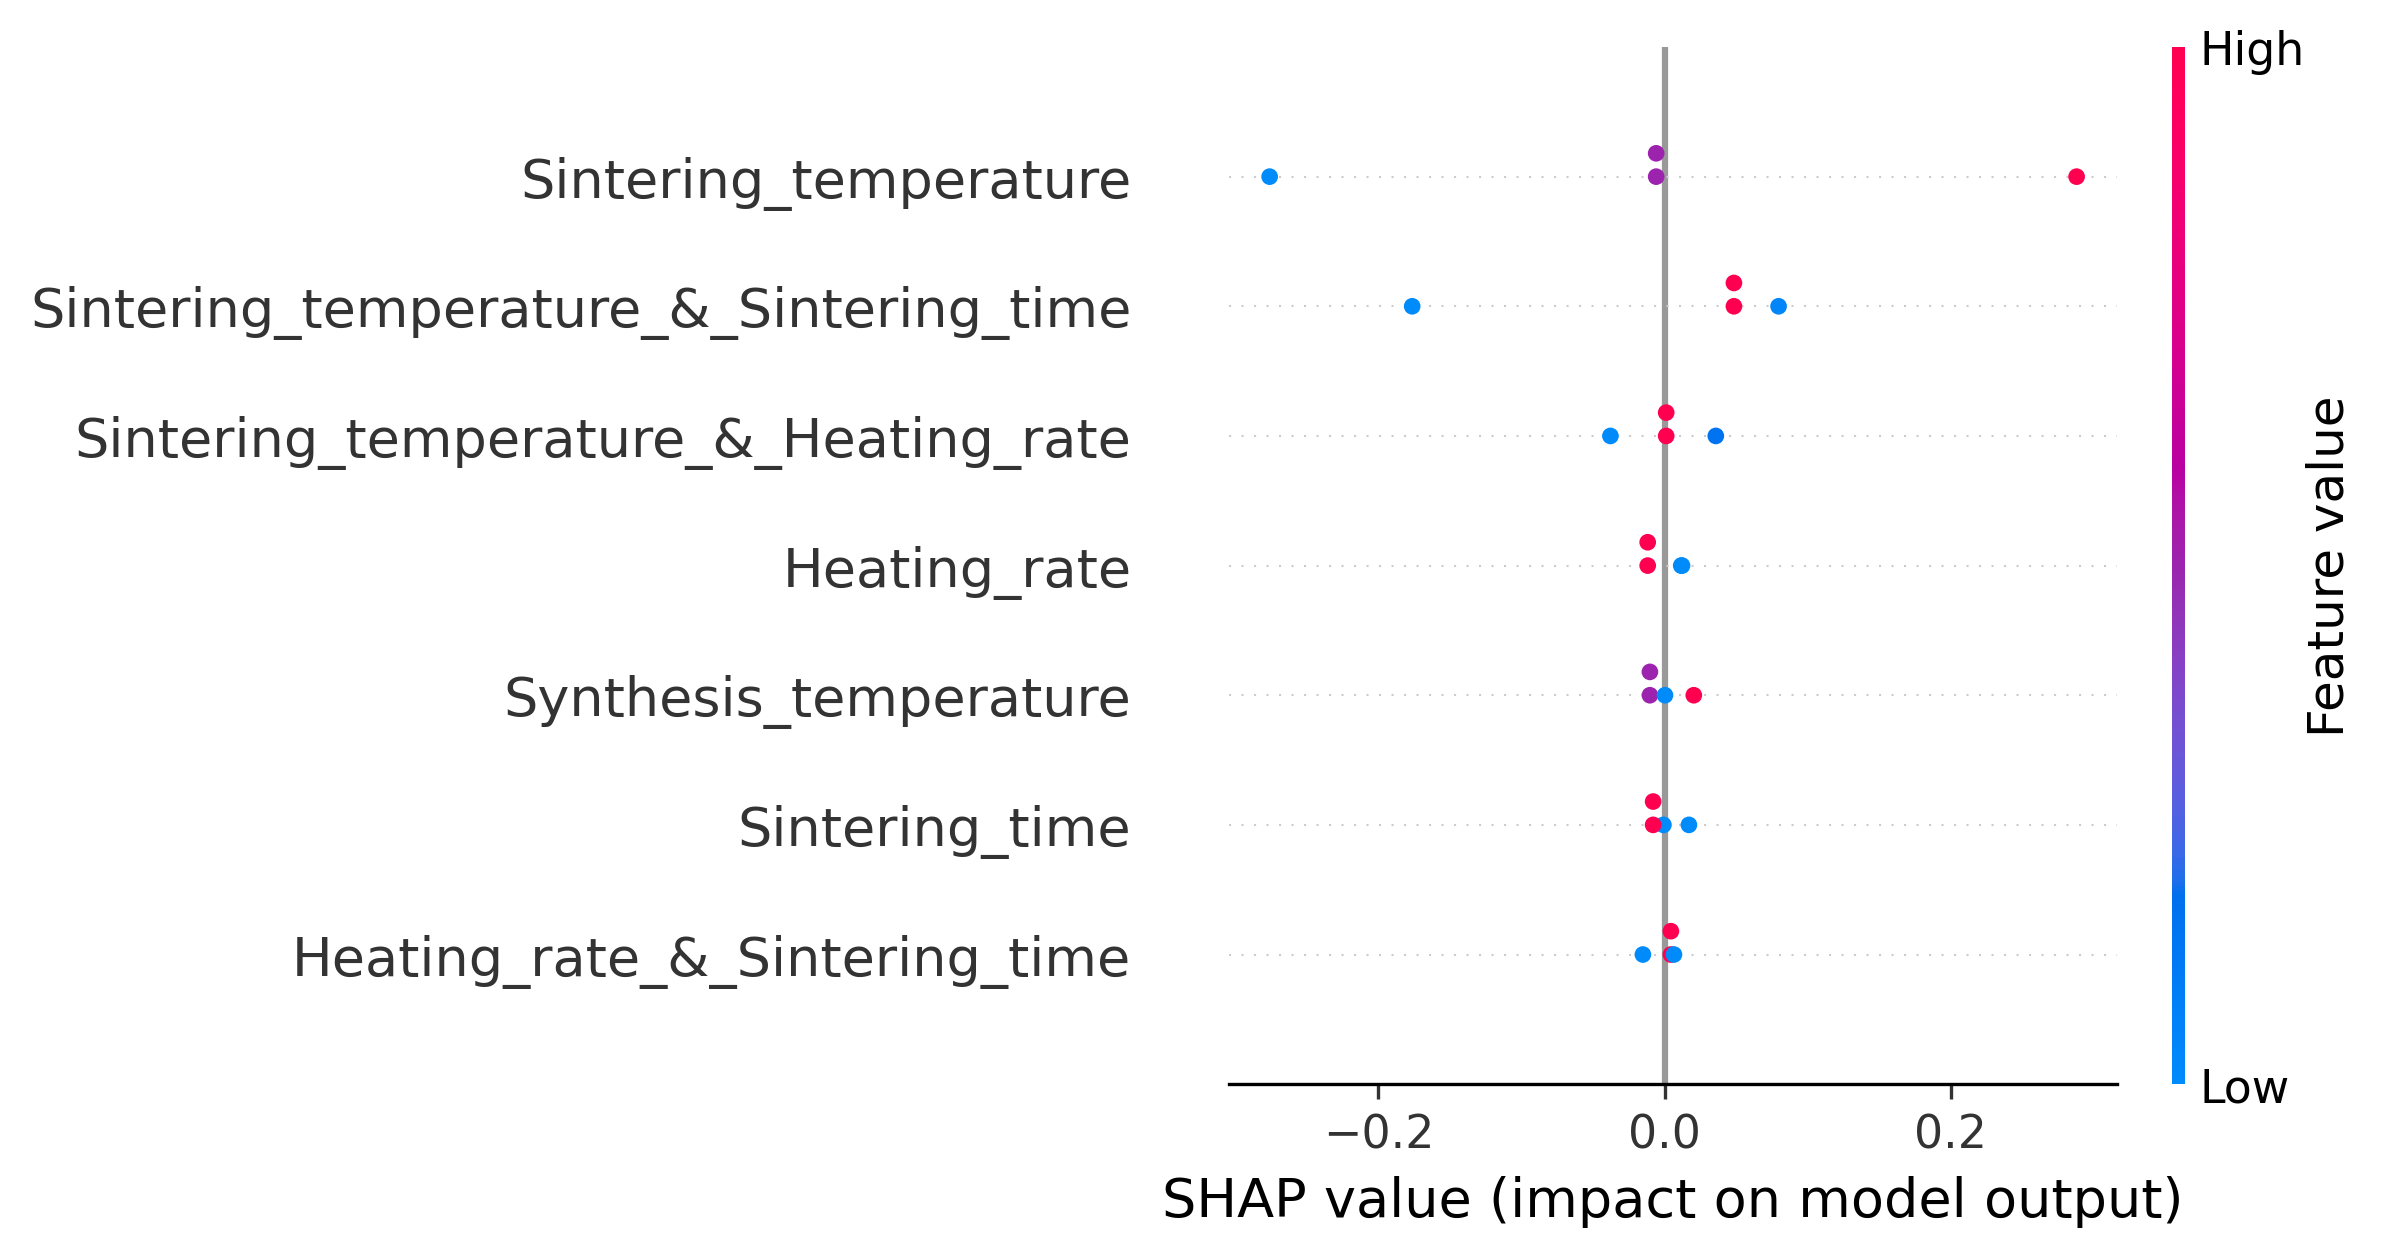 High
Sintering_temperature
Sintering_temperature_&_Sintering_time
Sintering_temperature_&_Heating_rate
Heating_rate
Synthesis_temperature
Sintering_time
Heating_rate_&_Sintering_time
Feature value
Low
−0.2 0.0 0.2
SHAP value (impact on model output)